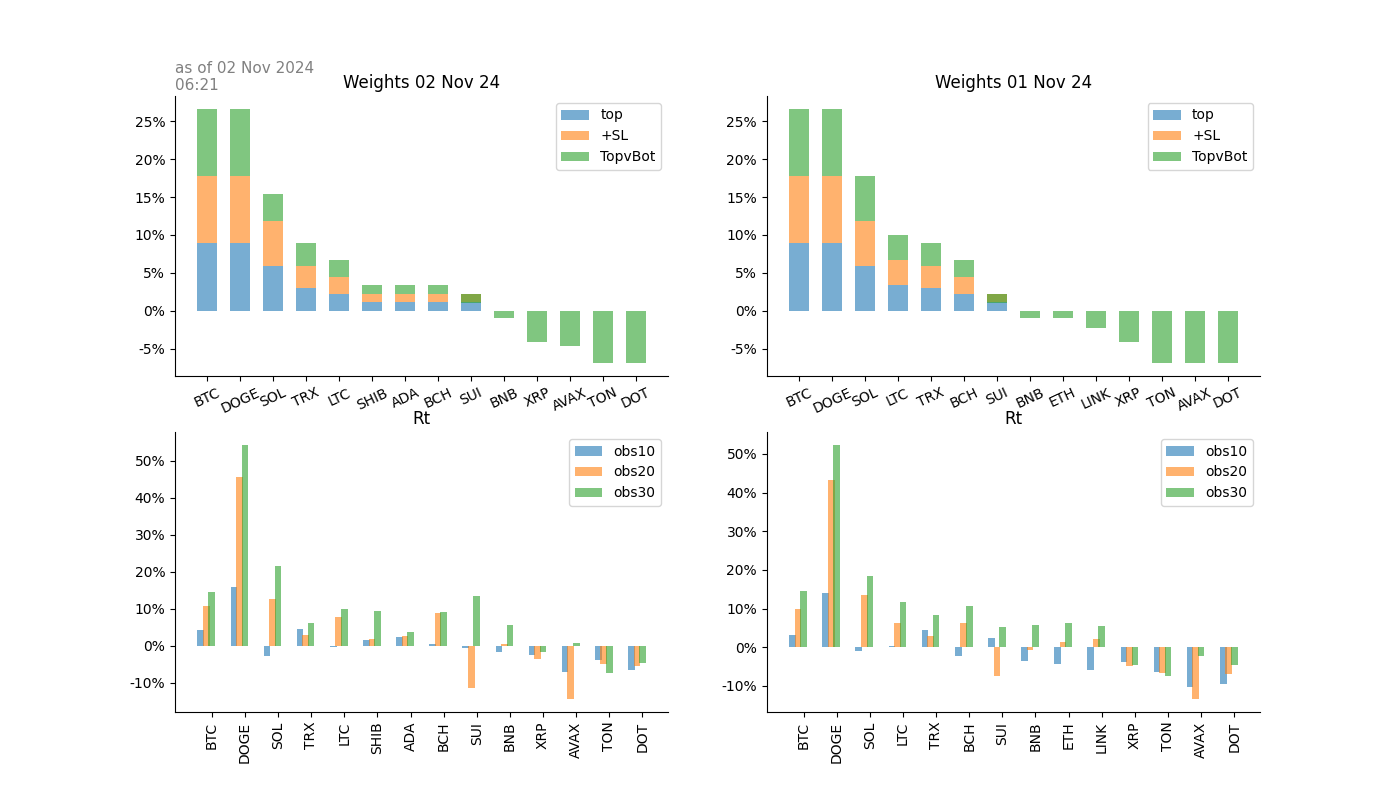 as of 02 Nov 2024
06:21
Weights 02 Nov 24
25%
20%
15%
10%
5%
0%
-5%
top
+SL
TopvBot
BTC DOGE SOL TRX LTC SHIB ADA BCH SUI BNB XRP AVAX TON DOT
Weights 01 Nov 24
25%
20%
15%
10%
5%
0%
-5%
top
+SL
TopvBot
BTC DOGE SOL LTC TRX BCH SUI BNB ETH LINK XRP TON AVAX DOT
Rt
50%
40%
30%
20%
10%
0%
-10%
obs10
obs20
obs30
BTC DOGE SOL TRX LTC SHIB ADA BCH SUI BNB XRP AVAX TON DOT
Rt
50%
40%
30%
20%
10%
0%
-10%
obs10
obs20
obs30
BTC DOGE SOL LTC TRX BCH SUI BNB ETH LINK XRP TON AVAX DOT